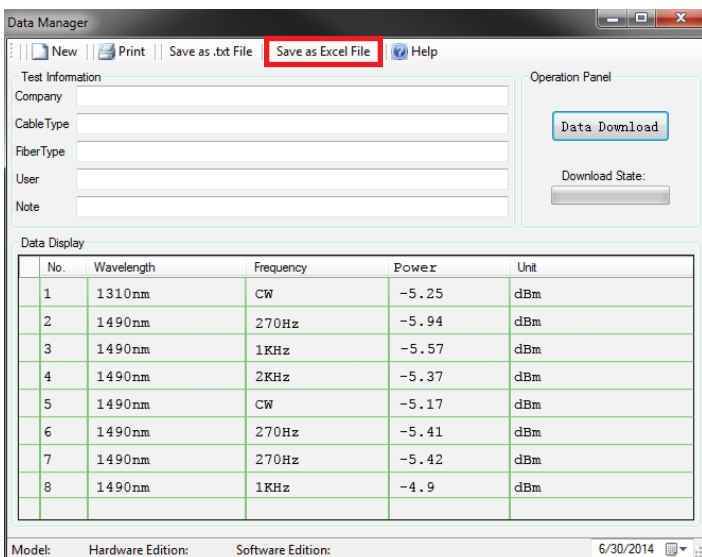 Data Manager
New Print Save as .txt File Save as Excel File Help
Test Information
Company
CableType
FiberType
User
Note
Operation Panel
Data Download
Download State:
Data Display
No. Wavelength Frequency Power Unit
1 1310nm CW -5.25 dBm
2 1490nm 270Hz -5.94 dBm
3 1490nm 1KHz -5.57 dBm
4 1490nm 2KHz -5.37 dBm
5 1490nm CW -5.17 dBm
6 1490nm 270Hz -5.41 dBm
7 1490nm 270Hz -5.42 dBm
8 1490nm 1KHz -4.9 dBm
Model: Hardware Edition: Software Edition: 6/30/2014